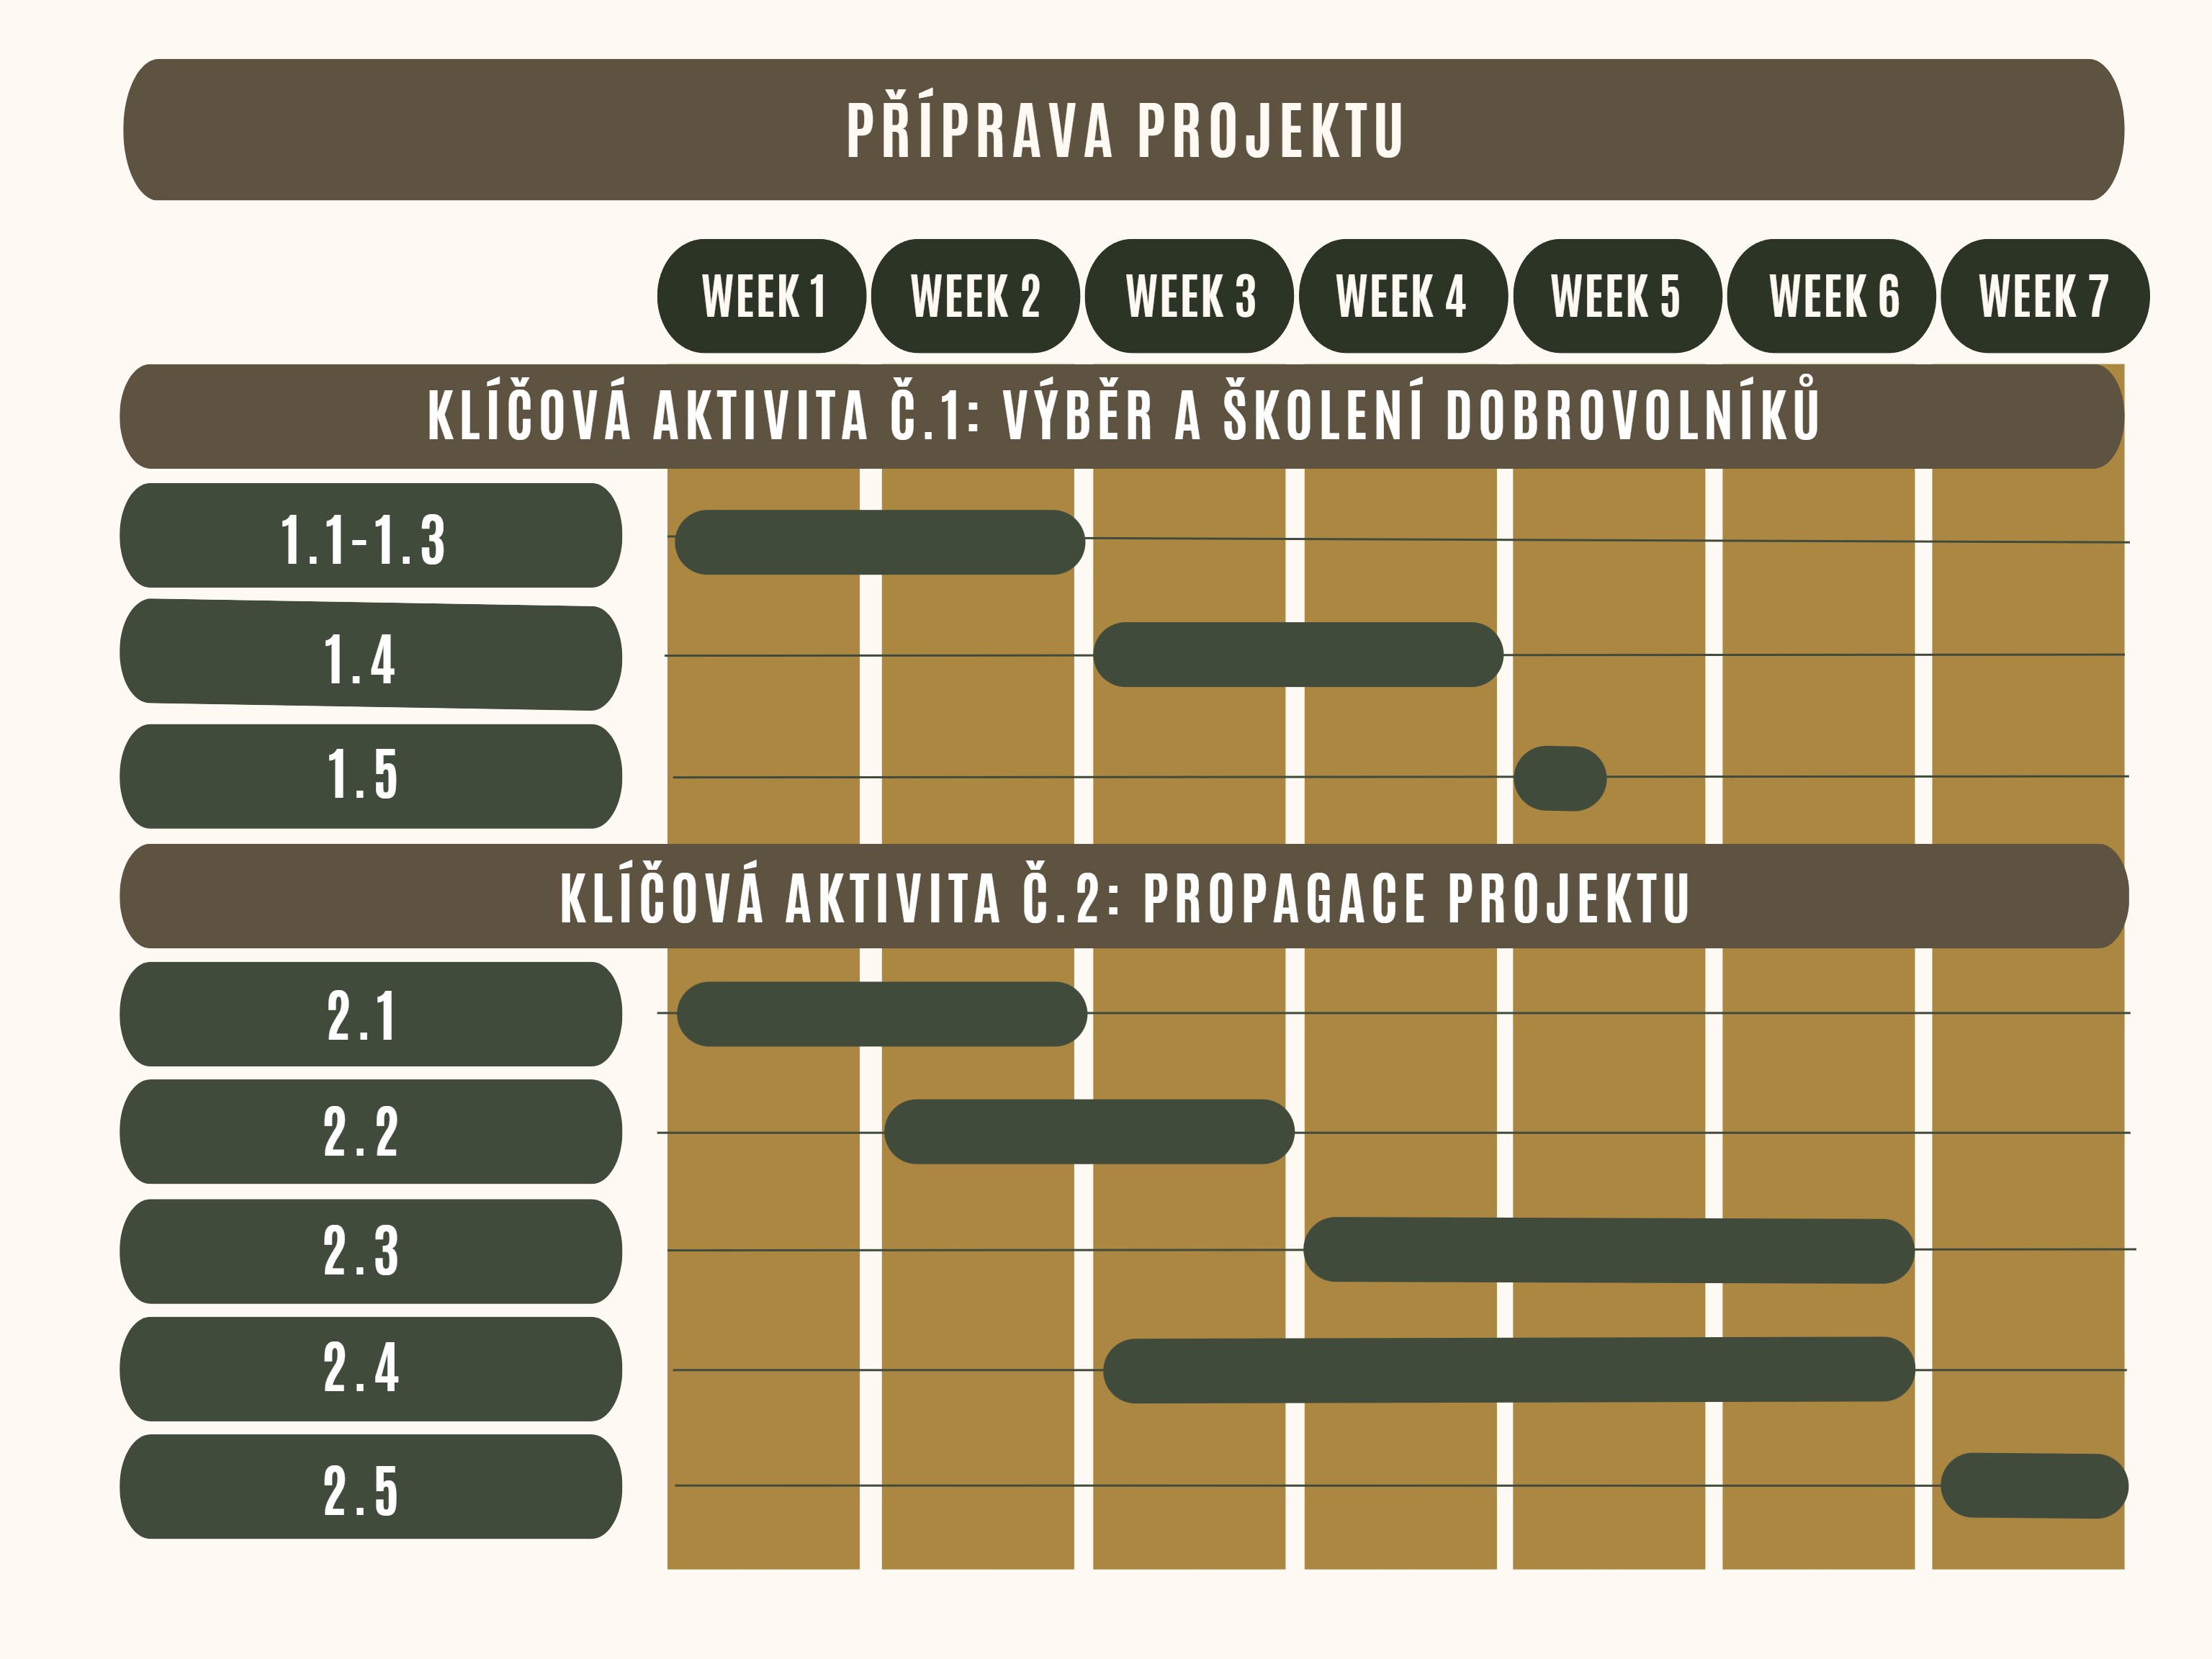 PŘÍPRAVA PROJEKTU
WEEK 1 WEEK 2 WEEK 3 WEEK 4 WEEK 5 WEEK 6 WEEK 7
KLÍČOVÁ AKTIVITA Č.1: VÝBĚR A ŠKOLENÍ DOBROVOLNÍKŮ
1.1-1.3
1.4
1.5
KLÍČOVÁ AKTIVITA Č.2: PROPAGACE PROJEKTU
2.1
2.2
2.3
2.4
2.5